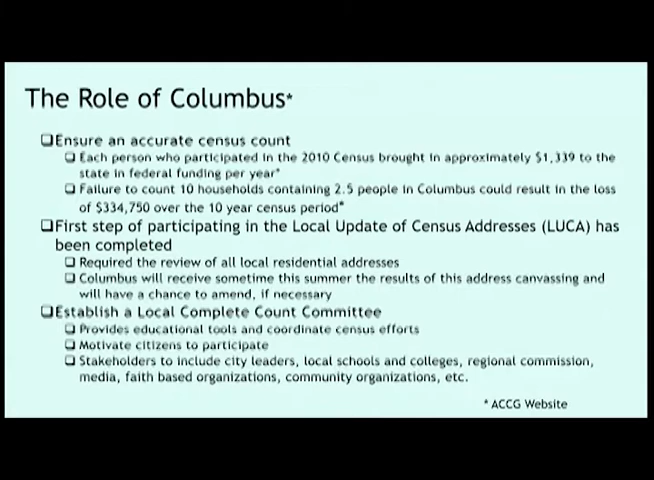 The Role of Columbus*
❑Ensure an accurate census count
❑ Each person who participated in the 2010 Census brought in approximately $1,339 to the
state in federal funding per year*
❑ Failure to count 10 households containing 2.5 people in Columbus could result in the loss
of $334,750 over the 10 year census period*
❑First step of participating in the Local Update of Census Addresses (LUCA) has
been completed
❑ Required the review of all local residential addresses
❑ Columbus will receive sometime this summer the results of this address canvassing and
will have a chance to amend, if necessary
❑Establish a Local Complete Count Committee
❑ Provides educational tools and coordinate census efforts
❑ Motivate citizens to participate
❑ Stakeholders to include city leaders, local schools and colleges, regional commission,
media, faith based organizations, community organizations, etc.
* ACCG Website